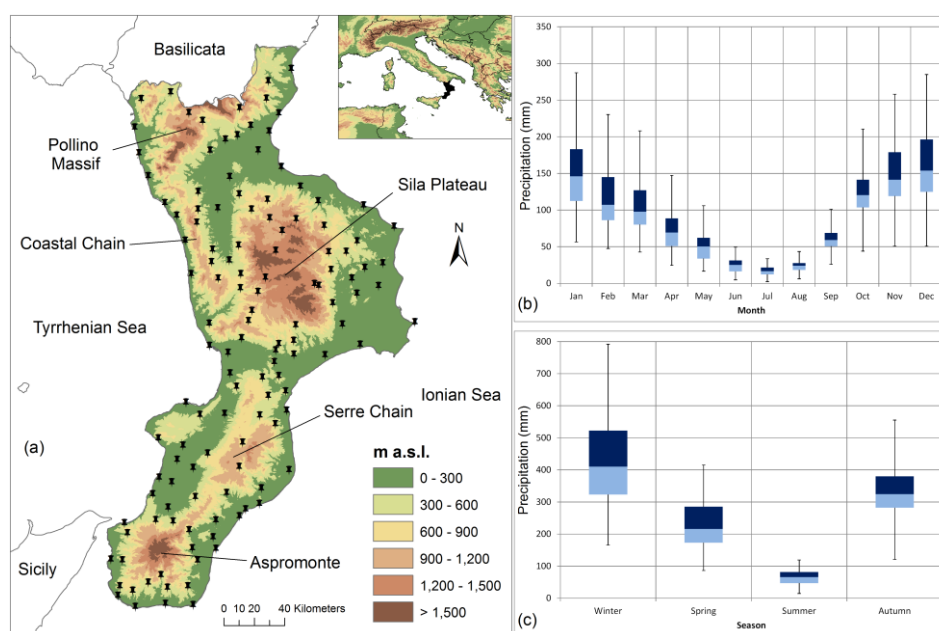 Basilicata
Pollino
Massif
Sila Plateau
N
Coastal Chain
Tyrrhenian Sea
Ionian Sea
Serre Chain
(a)
m a.s.l.
0 - 300
300 - 600
600 - 900
900 - 1,200
1,200 - 1,500
> 1,500
Aspromonte
Sicily
0 10 20 40 Kilometers
Precipitation (mm)
350
300
250
200
150
100
50
0
Jan Feb Mar Apr May Jun Jul Aug Sep Oct Nov Dec
Month
(b)
Precipitation (mm)
800
700
600
500
400
300
200
100
0
Winter Spring Summer Autumn
Season
(c)